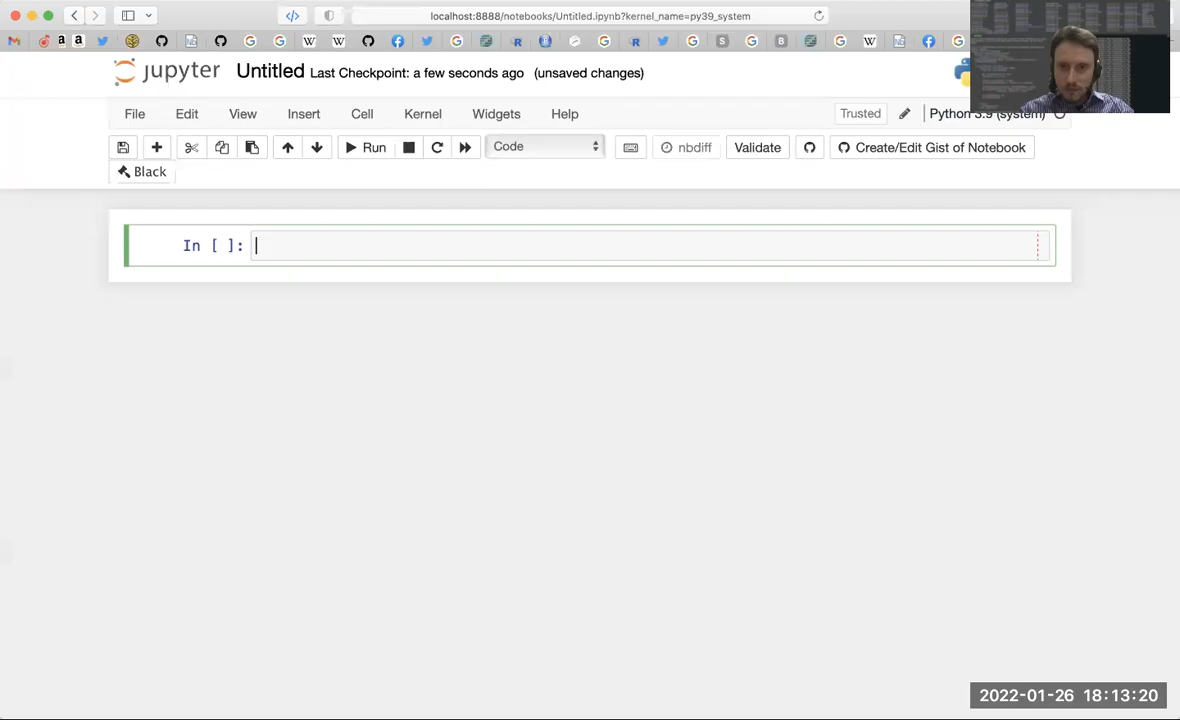 localhost:8888/notebooks/Untitled.ipynb?kernel_name=py39_system
jupyter Untitled Last Checkpoint: a few seconds ago (unsaved changes)
File Edit View Insert Cell Kernel Widgets Help Trusted Python 3.9 (system)
Run Code nbdiff Validate Create/Edit Gist of Notebook
Black
In [ ]:
2022-01-26 18:13:20